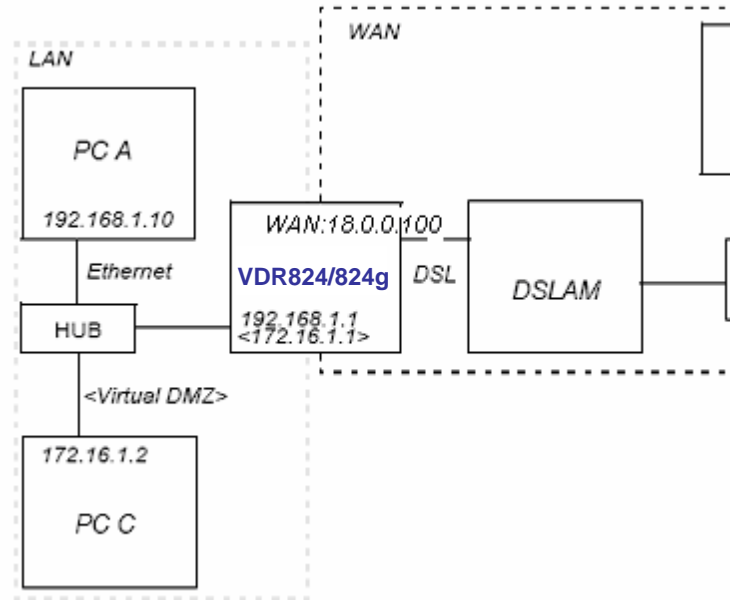 WAN
LAN
PC A
192.168.1.10
WAN:18.0.0.100
Ethernet
VDR824/824g
DSL
DSLAM
HUB
192.168.1.1
<172.16.1.1>
<Virtual DMZ>
172.16.1.2
PC C